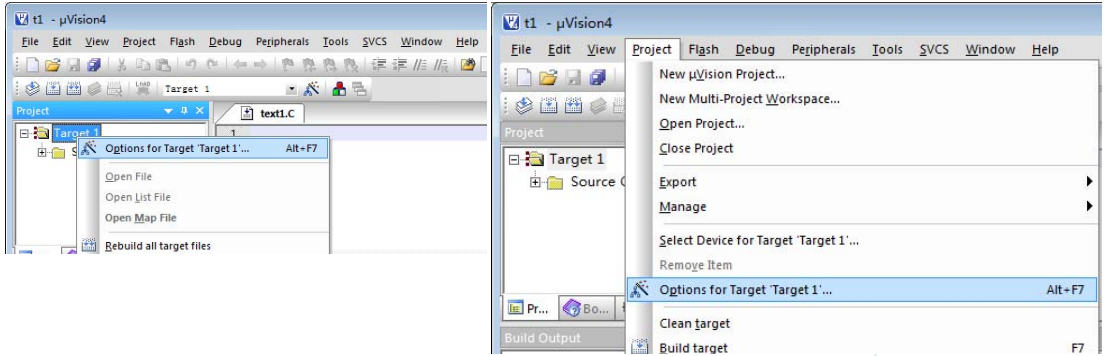 t1 - µVision4
File Edit View Project Flash Debug Peripherals Tools SVCS Window Help
LOAD Target 1
Project
text1.C
Target 1
1
S
Options for Target 'Target 1'... Alt+F7
Open File
Open List File
Open Map File
Rebuild all target files
t1 - µVision4
File Edit View Project Flash Debug Peripherals Tools SVCS Window Help
New µVision Project...
New Multi-Project Workspace...
Open Project...
Close Project
Export
Manage
Select Device for Target 'Target 1'...
Remove Item
Options for Target 'Target 1'... Alt+F7
Clean target
Build target F7
Project
Target 1
Source G
Pr... Bo...
Build Output